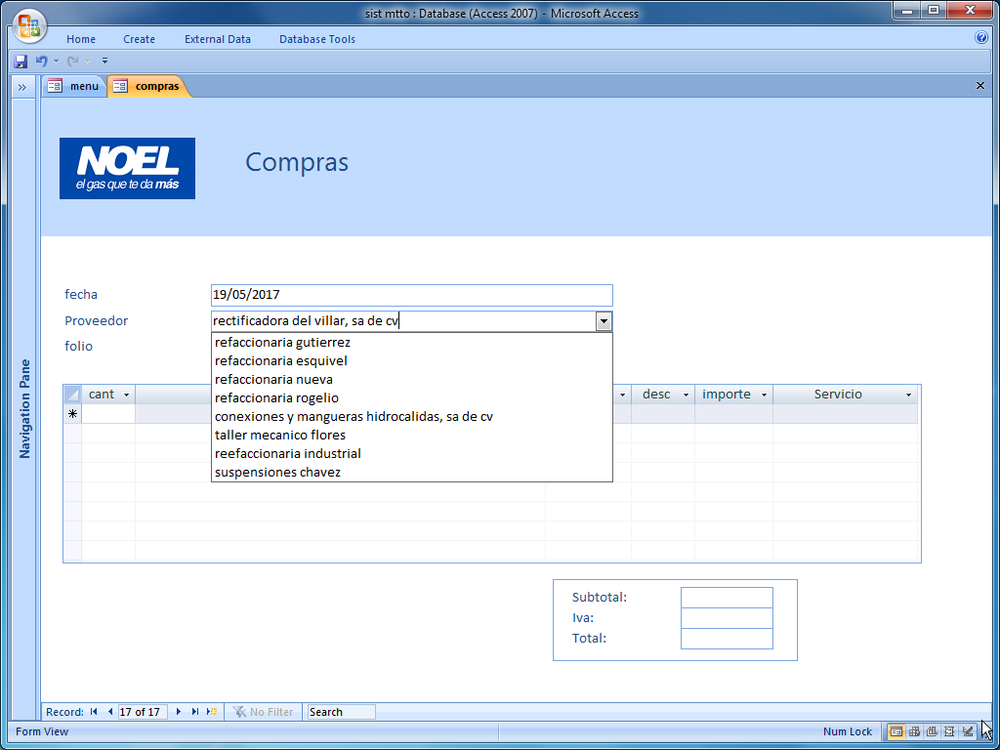 sist mtto : Database (Access 2007) - Microsoft Access
Home Create External Data Database Tools
menu compras
NOEL
el gas que te da más
Compras
fecha 19/05/2017
Proveedor rectificadora del villar, sa de cv
folio
refaccionaria gutierrez
refaccionaria esquivel
refaccionaria nueva
refaccionaria rogelio
conexiones y mangueras hidrocalidas, sa de cv
taller mecanico flores
reefaccionaria industrial
suspensiones chavez
cant desc importe Servicio
Navigation Pane
Subtotal:
Iva:
Total:
Record: 17 of 17 No Filter Search
Form View Num Lock